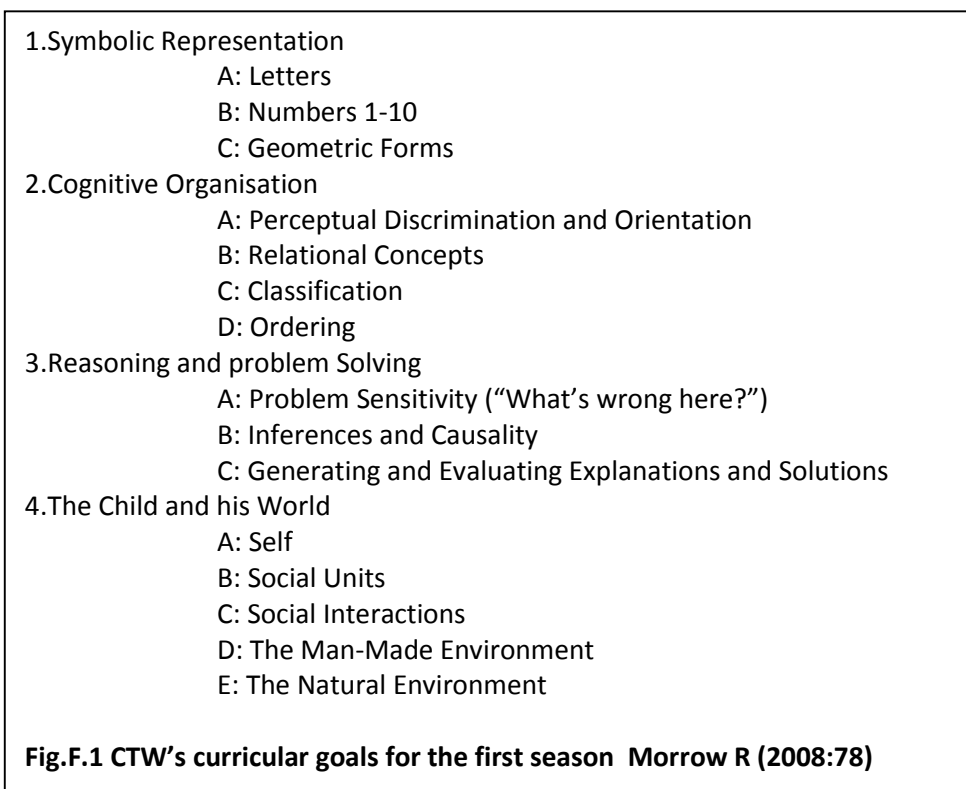 1.Symbolic Representation
A: Letters
B: Numbers 1-10
C: Geometric Forms
2.Cognitive Organisation
A: Perceptual Discrimination and Orientation
B: Relational Concepts
C: Classification
D: Ordering
3.Reasoning and problem Solving
A: Problem Sensitivity (“What’s wrong here?”)
B: Inferences and Causality
C: Generating and Evaluating Explanations and Solutions
4.The Child and his World
A: Self
B: Social Units
C: Social Interactions
D: The Man-Made Environment
E: The Natural Environment
Fig.F.1 CTW’s curricular goals for the first season  Morrow R (2008:78)